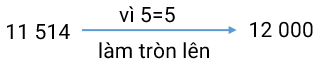 vì 5=5
11 514 12 000
làm tròn lên